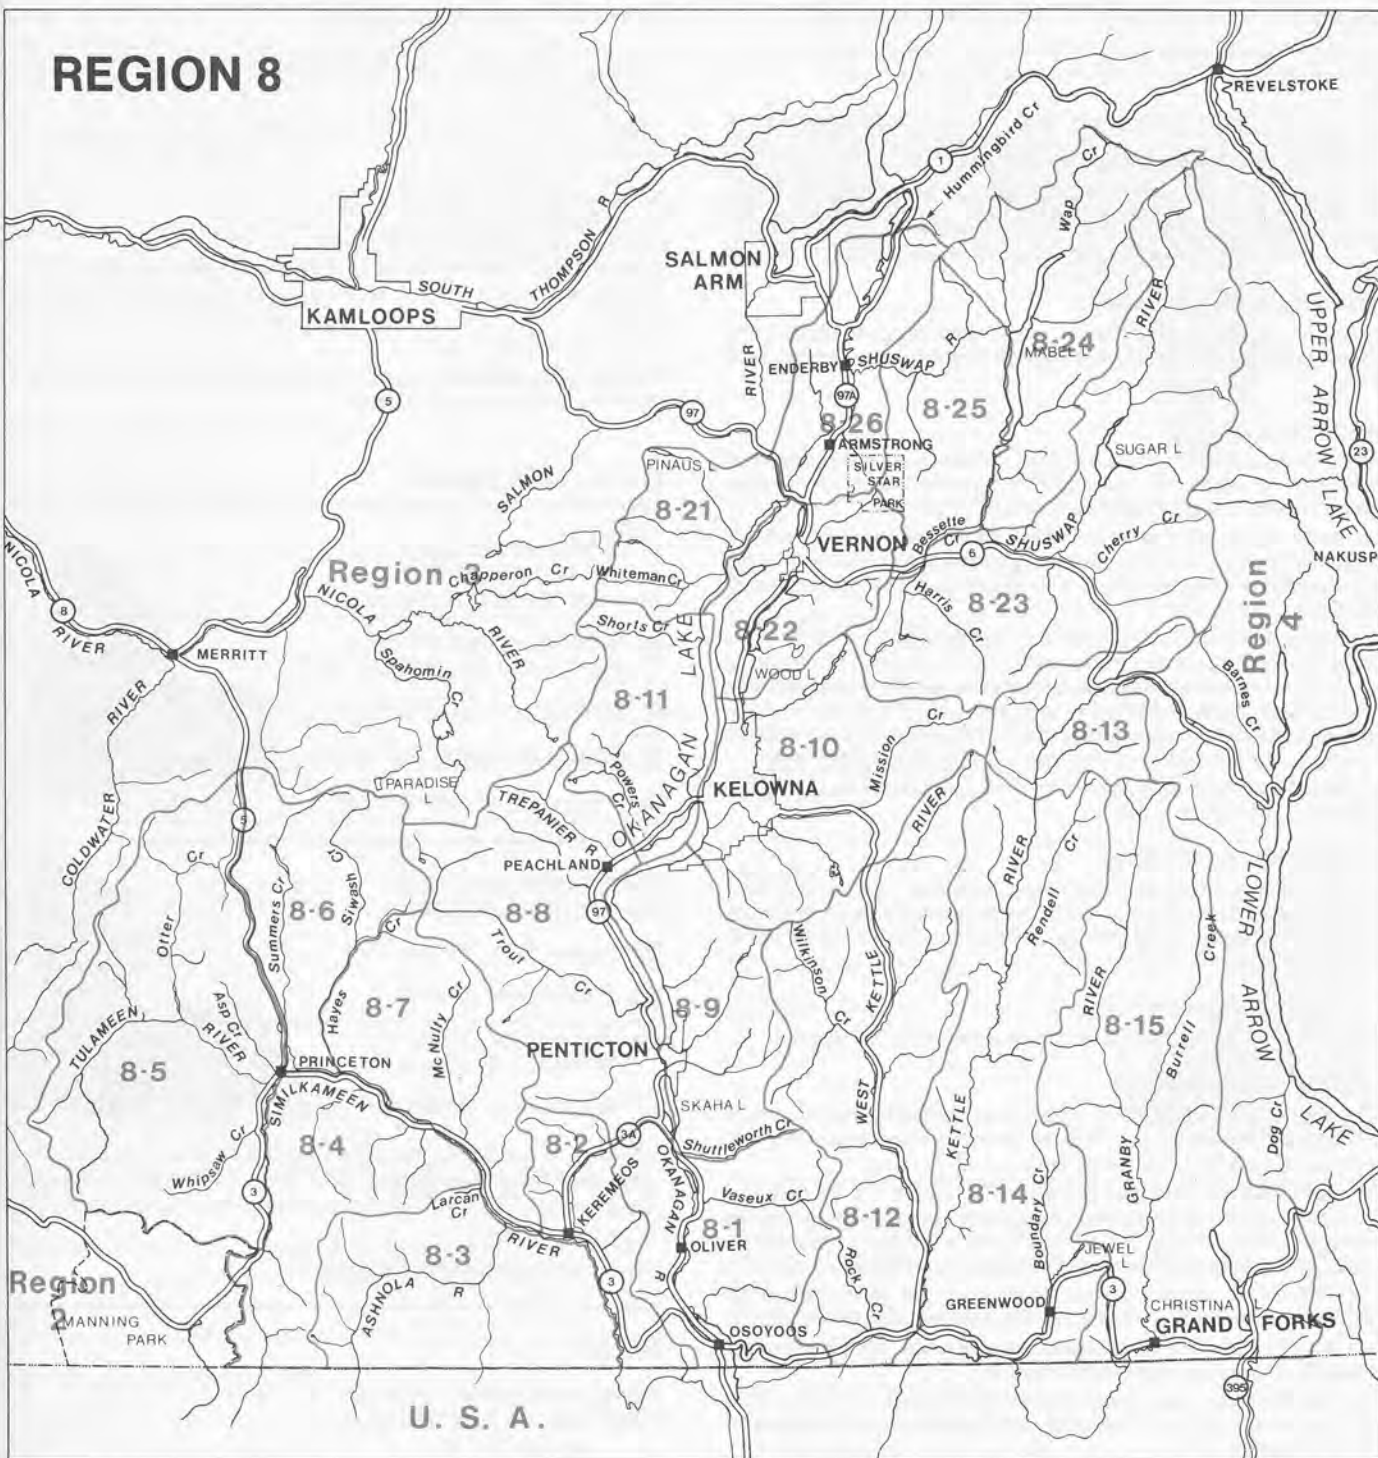 REGION 8
REVELSTOKE
Hummingbird Cr
1
Wap Cr
SALMON
ARM
SOUTH
THOMPSON R
KAMLOOPS
RIVER
UPPER ARROW LAKE
5
97
97A
ENDERBY
SHUSWAP R
8-24
MABEL L
RIVER
8-25
8-26
ARMSTRONG
23
SUGAR L
PINAUS L
SILVER
STAR
PARK
SALMON
8-21
VERNON
Bessette
Cr
SHUSWAP
6
Cherry Cr
NAKUSP
NICOLA
RIVER
8
Region 3
Chapperon Cr
Whiteman Cr
NICOLA
RIVER
Harris Cr
8-23
Region
4
Shorts Cr
8-22
MERRITT
Spahomin Cr
WOOD L
Barnes Cr
RIVER
8-11
OKANAGAN LAKE
8-10
Mission Cr
8-13
PARADISE
L
Powers
Cr
KELOWNA
TREPANIER R
RIVER
COLDWATER
5
Cr
Cr
PEACHLAND
RIVER
Rendell Cr
LOWER ARROW LAKE
Otter
Summers Cr
8-6
Siwash
8-8
97
Trout
Cr
Wilkinson
Cr
KETTLE
Creek
Cr
Hayes
8-7
Mc Nulty Cr
8-9
RIVER
8-15
TULAMEEN
RIVER
Asp Cr
8-5
PRINCETON
PENTICTON
Burrell
SIMILKAMEEN
SKAHA L
WEST
KETTLE
Dog Cr
8-4
8-2
3A
Shuttleworth Cr
Whipsaw Cr
3
Larcan
Cr
KEREMEOS
OKANAGAN
R
Vaseux Cr
8-1
8-12
8-14
Boundary Cr
GRANBY
8-3
RIVER
OLIVER
Rock
Cr
JEWEL
L
Region
2
MANNING
PARK
ASHNOLA
R
3
GREENWOOD
3
CHRISTINA
L
GRAND FORKS
OSOYOOS
395
U. S. A.